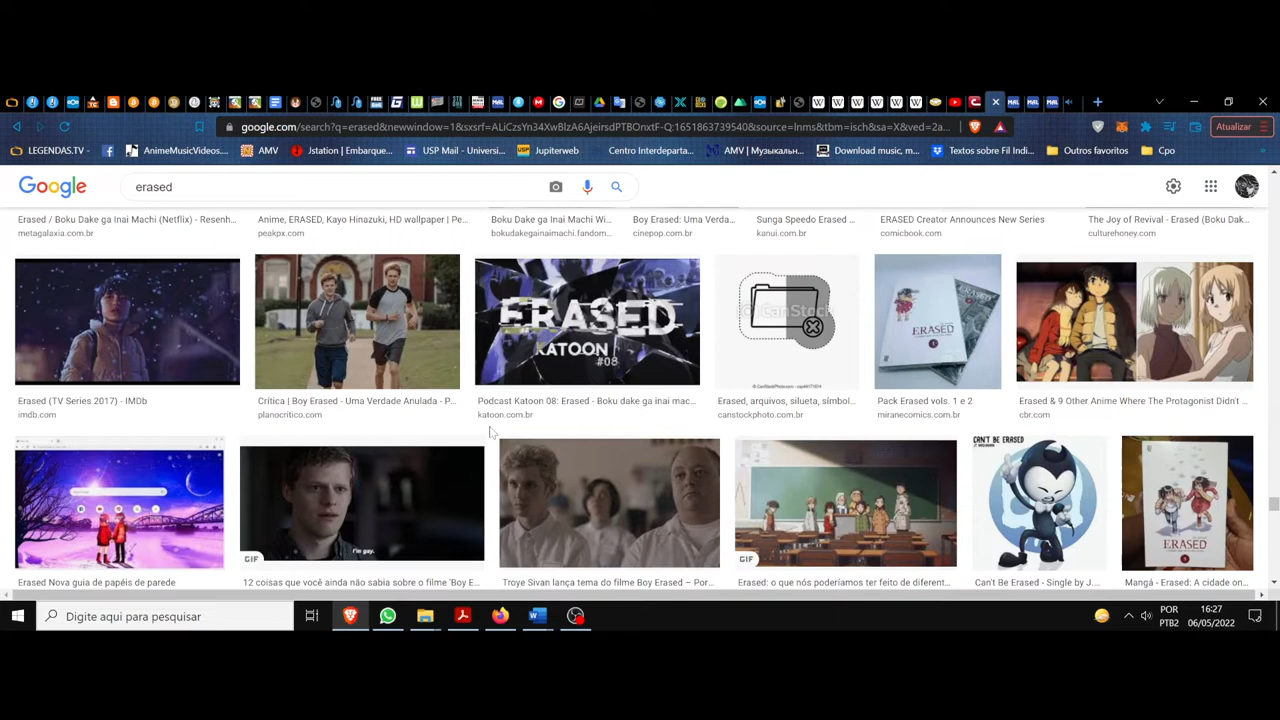 google.com/search?q=erased&newwindow=1&sxsrf=ALiCzsYn34XwBlzA6AjeirsdPTBOnxtF-Q:1651863739540&source=lnms&tbm=isch&sa=X&ved=2a...
Atualizar
LEGENDAS.TV
AnimeMusicVideos...
AMV
Jstation | Embarque...
USP Mail - Universi...
Jupiterweb
Centro Interdeparta...
AMV | Музыкальн...
Download music, m...
Textos sobre Fil Indi...
Outros favoritos
Cpo
Google
erased
Erased / Boku Dake ga Inai Machi (Netflix) - Resenh...
Anime, ERASED, Kayo Hinazuki, HD wallpaper | Pe...
Boku Dake ga Inai Machi Wi...
Boy Erased: Uma Verda...
Sunga Speedo Erased ...
ERASED Creator Announces New Series
The Joy of Revival - Erased (Boku Dak...
metagalaxia.com.br
peakpx.com
bokudakegainaimachi.fandom...
cinepop.com.br
kanui.com.br
comicbook.com
culturehoney.com
ERASED
KATOON
#08
CanStock
© CanStockPhoto.com
ERASED
1
Erased (TV Series 2017) - IMDb
Crítica | Boy Erased - Uma Verdade Anulada - P...
Podcast Katoon 08: Erased - Boku dake ga inai mac...
Erased, arquivos, silueta, símbol...
Pack Erased vols. 1 e 2
Erased & 9 Other Anime Where The Protagonist Didn't ...
imdb.com
planocritico.com
katoon.com.br
canstockphoto.com.br
miranecomics.com.br
cbr.com
I'm gay.
GIF
GIF
CAN'T BE ERASED
ERASED
Erased Nova guia de papéis de parede
12 coisas que você ainda não sabia sobre o filme 'Boy E...
Troye Sivan lança tema do filme Boy Erased – Por...
Erased: o que nós poderíamos ter feito de diferent...
Can't Be Erased - Single by J....
Mangá - Erased: A cidade on...
Digite aqui para pesquisar
POR
PTB2
16:27
06/05/2022